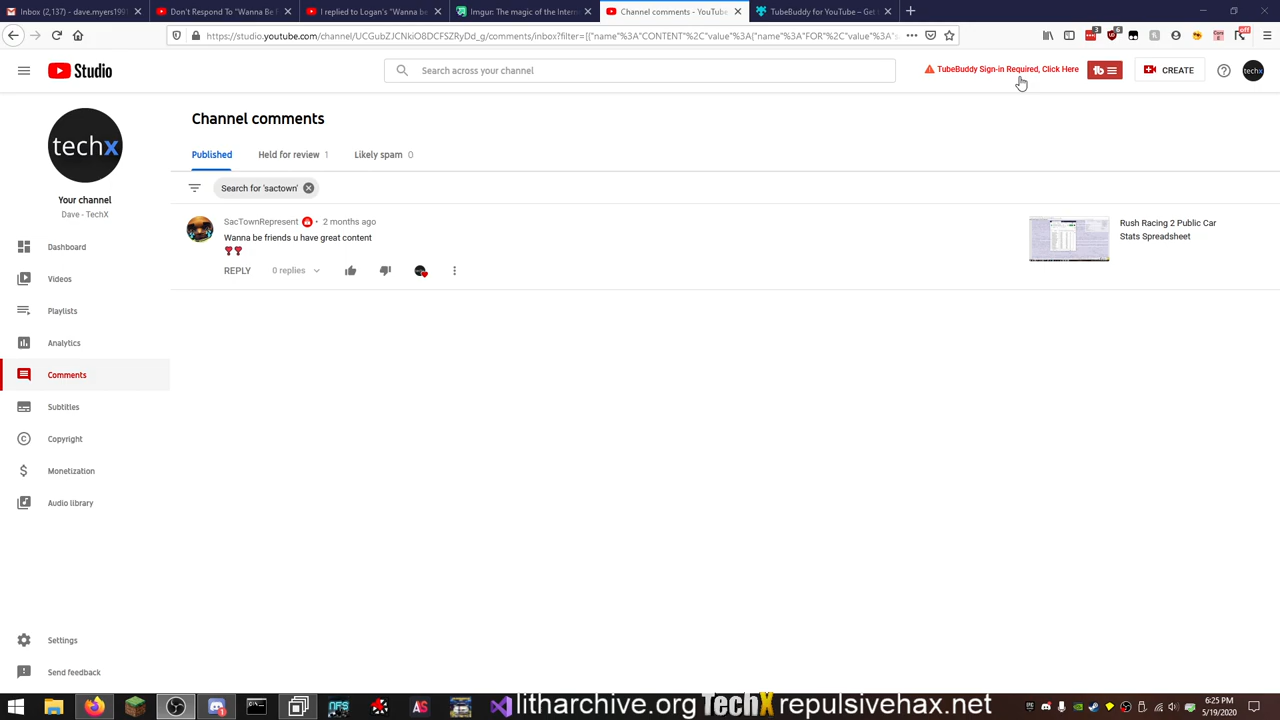 Inbox (2,137) - dave.myers1991
Don't Respond To "Wanna Be F
I replied to Logan's "Wanna be
Imgur: The magic of the Intern
Channel comments - YouTube
TubeBuddy for YouTube – Get
https://studio.youtube.com/channel/UCGubZJCNkiO8DCFSZRyDd_g/comments/inbox?filter=[{"name"%3A"CONTENT"%2C"value"%3A{"name"%3A"FOR"%2C"value"%3A"s
Studio
Search across your channel
TubeBuddy Sign-in Required, Click Here
tb
CREATE
techx
techx
Your channel
Dave - TechX
Dashboard
Videos
Playlists
Analytics
Comments
Subtitles
Copyright
Monetization
Audio library
Settings
Send feedback
Channel comments
Published
Held for review 1
Likely spam 0
Search for 'sactown'
SacTownRepresent • 2 months ago
Wanna be friends u have great content
REPLY
0 replies
Rush Racing 2 Public Car
Stats Spreadsheet
litharchive.org TechX repulsivehax.net
6:25 PM
5/19/2020